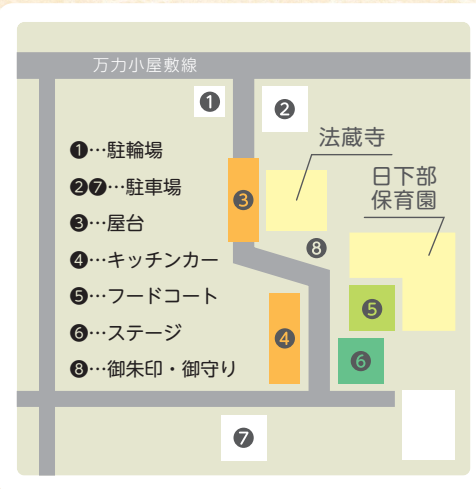 万力小屋敷線
❶
❷
法蔵寺
日下部
保育園
❶…駐輪場
❷❼…駐車場
❸…屋台
❹…キッチンカー
❺…フードコート
❻…ステージ
❽…御朱印・御守り
❸
❽
❺
❹
❻
❼